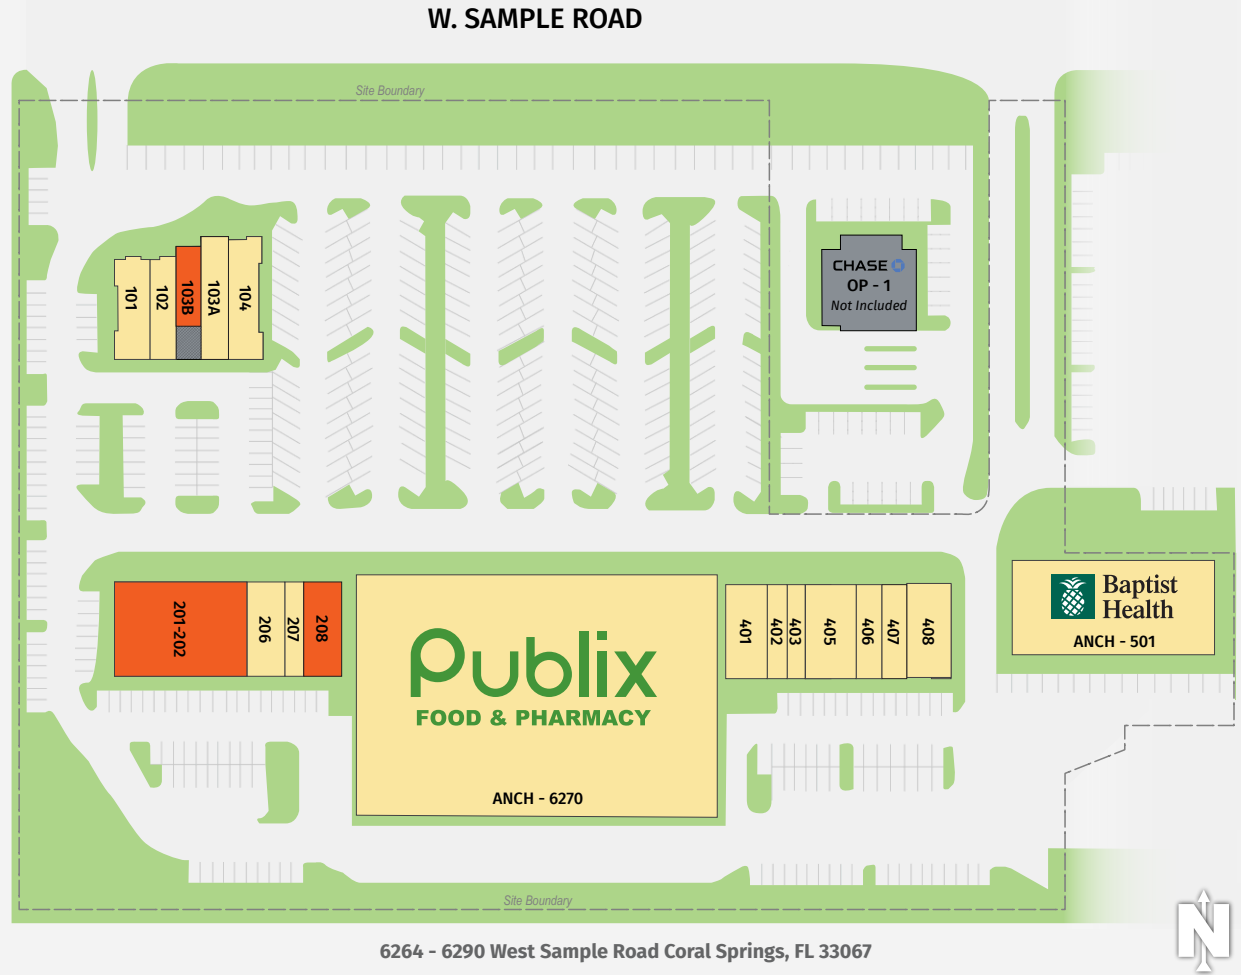 W. SAMPLE ROAD
Site Boundary
101
102
103B
103A
104
CHASE
OP - 1
Not Included
201-202
206
207
208
Publix
FOOD & PHARMACY
ANCH - 6270
401
402
403
405
406
407
408
Baptist
Health
ANCH - 501
Site Boundary
6264 - 6290 West Sample Road Coral Springs, FL 33067
N